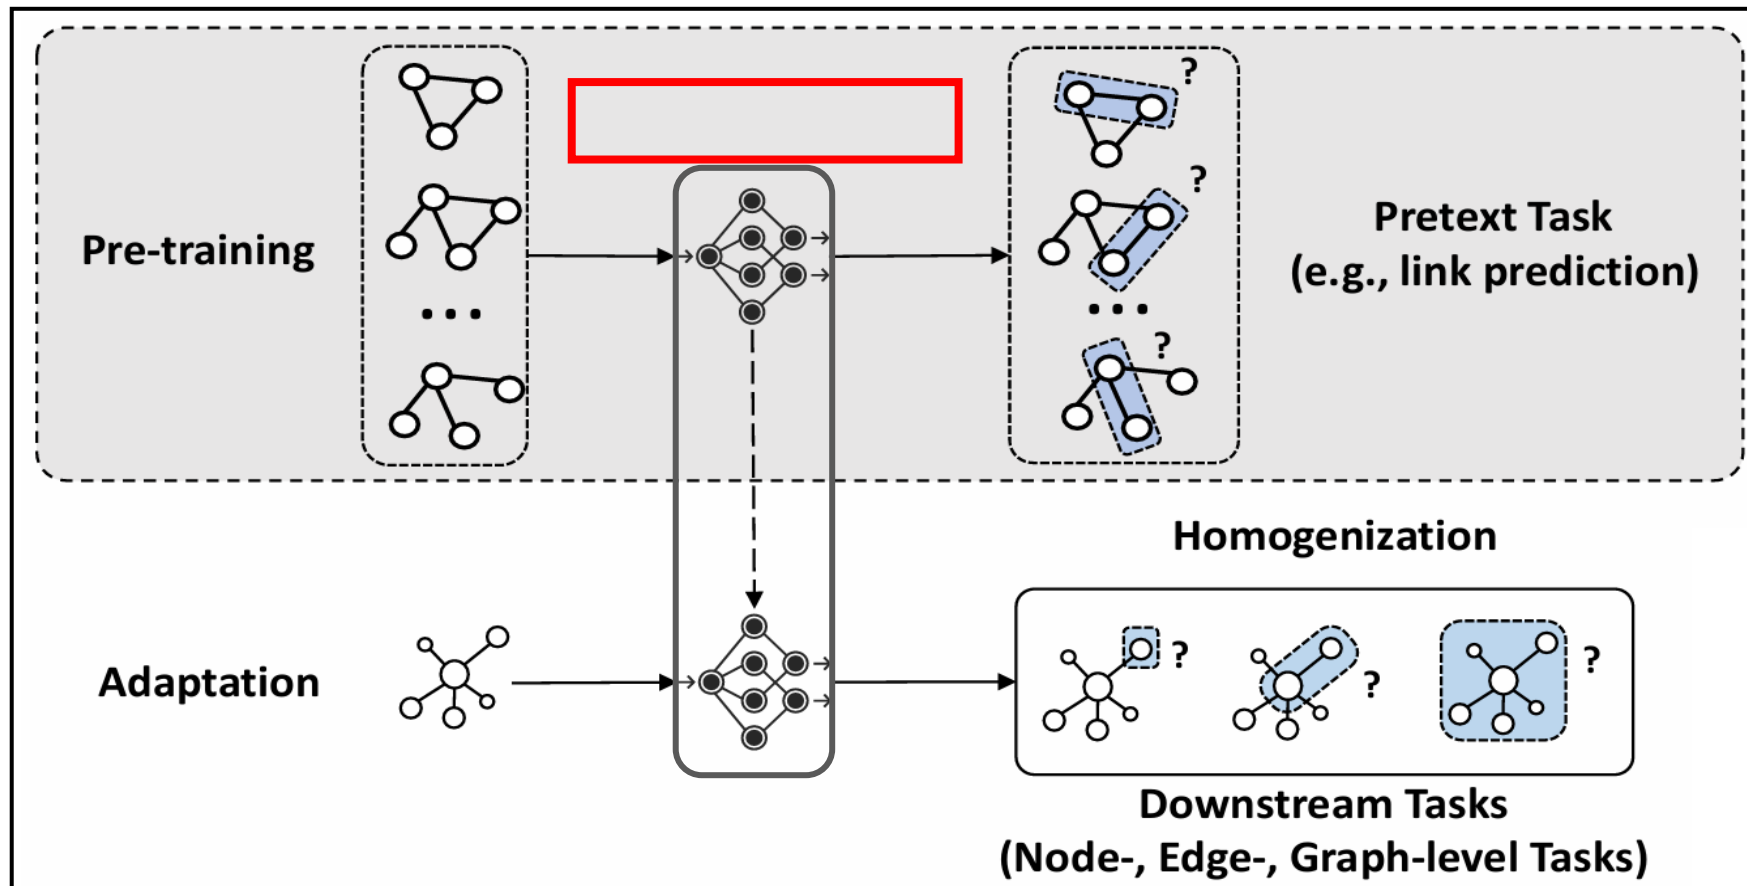 Pre-training
?
?
...
...
?
Pretext Task
(e.g., link prediction)
Homogenization
Adaptation
?
?
?
Downstream Tasks
(Node-, Edge-, Graph-level Tasks)